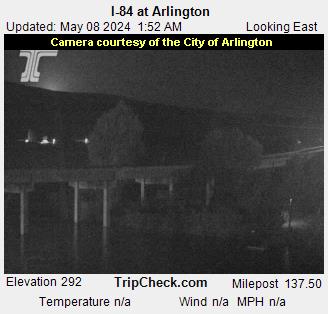 I-84 at Arlington
Updated: May 08 2024 1:52 AM Looking East
Camera courtesy of the City of Arlington
Elevation 292 TripCheck.com Milepost 137.50
Temperature n/a Wind n/a MPH n/a